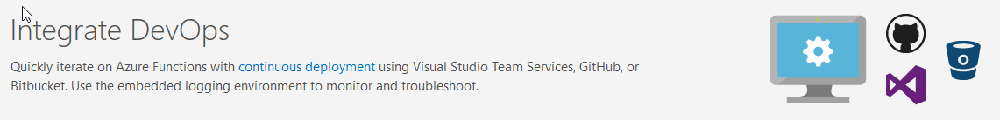 Integrate DevOps
Quickly iterate on Azure Functions with continuous deployment using Visual Studio Team Services, GitHub, or
Bitbucket. Use the embedded logging environment to monitor and troubleshoot.